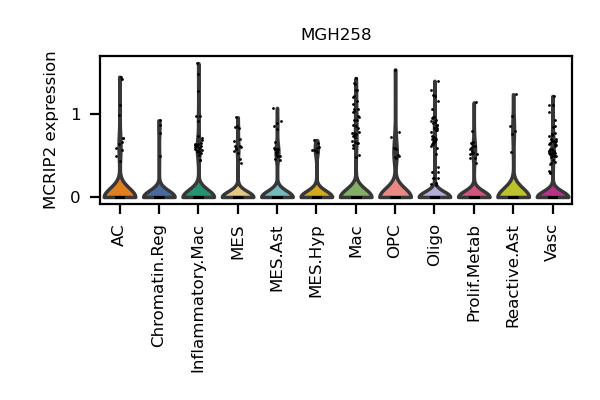 MGH258
MCRIP2 expression
1
0
AC
Chromatin.Reg
Inflammatory.Mac
MES
MES.Ast
MES.Hyp
Mac
OPC
Oligo
Prolif.Metab
Reactive.Ast
Vasc